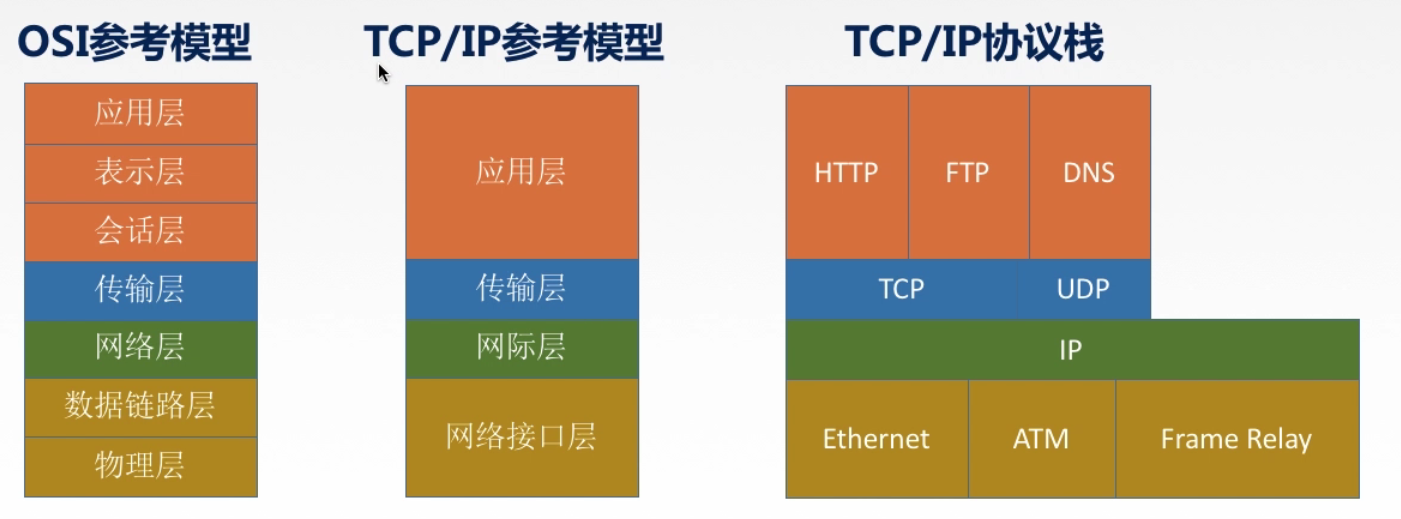 OSI参考模型
应用层
表示层
会话层
传输层
网络层
数据链路层
物理层
TCP/IP参考模型
应用层
传输层
网际层
网络接口层
TCP/IP协议栈
HTTP FTP DNS
TCP UDP
IP
Ethernet ATM Frame Relay